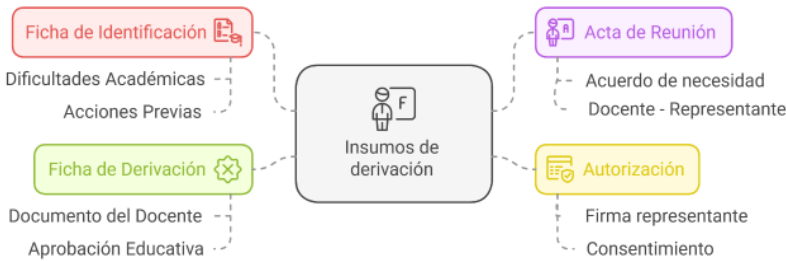 Ficha de Identificación
Dificultades Académicas
Acciones Previas
Ficha de Derivación
Documento del Docente
Aprobación Educativa
F
Insumos de
derivación
A
Acta de Reunión
Acuerdo de necesidad
Docente - Representante
Autorización
Firma representante
Consentimiento